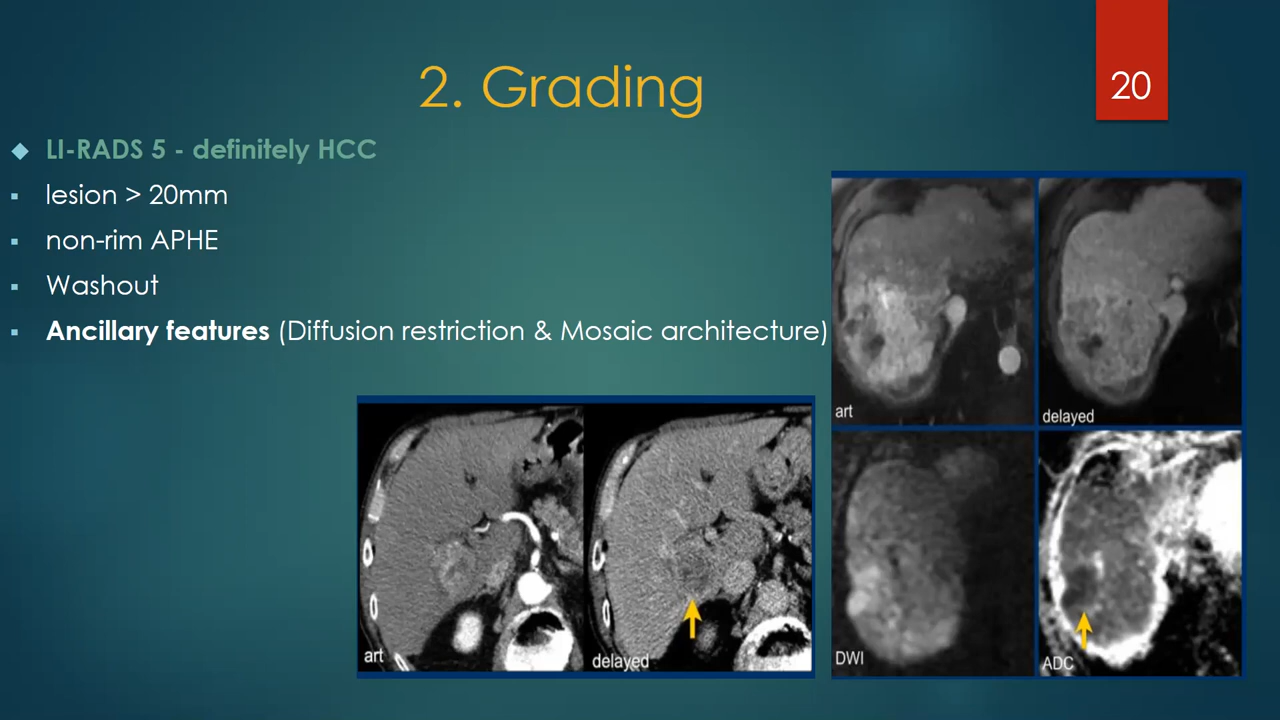 2. Grading
20
LI-RADS 5 - definitely HCC
lesion > 20mm
non-rim APHE
Washout
Ancillary features (Diffusion restriction & Mosaic architecture)
art
delayed
art
delayed
DWI
ADC